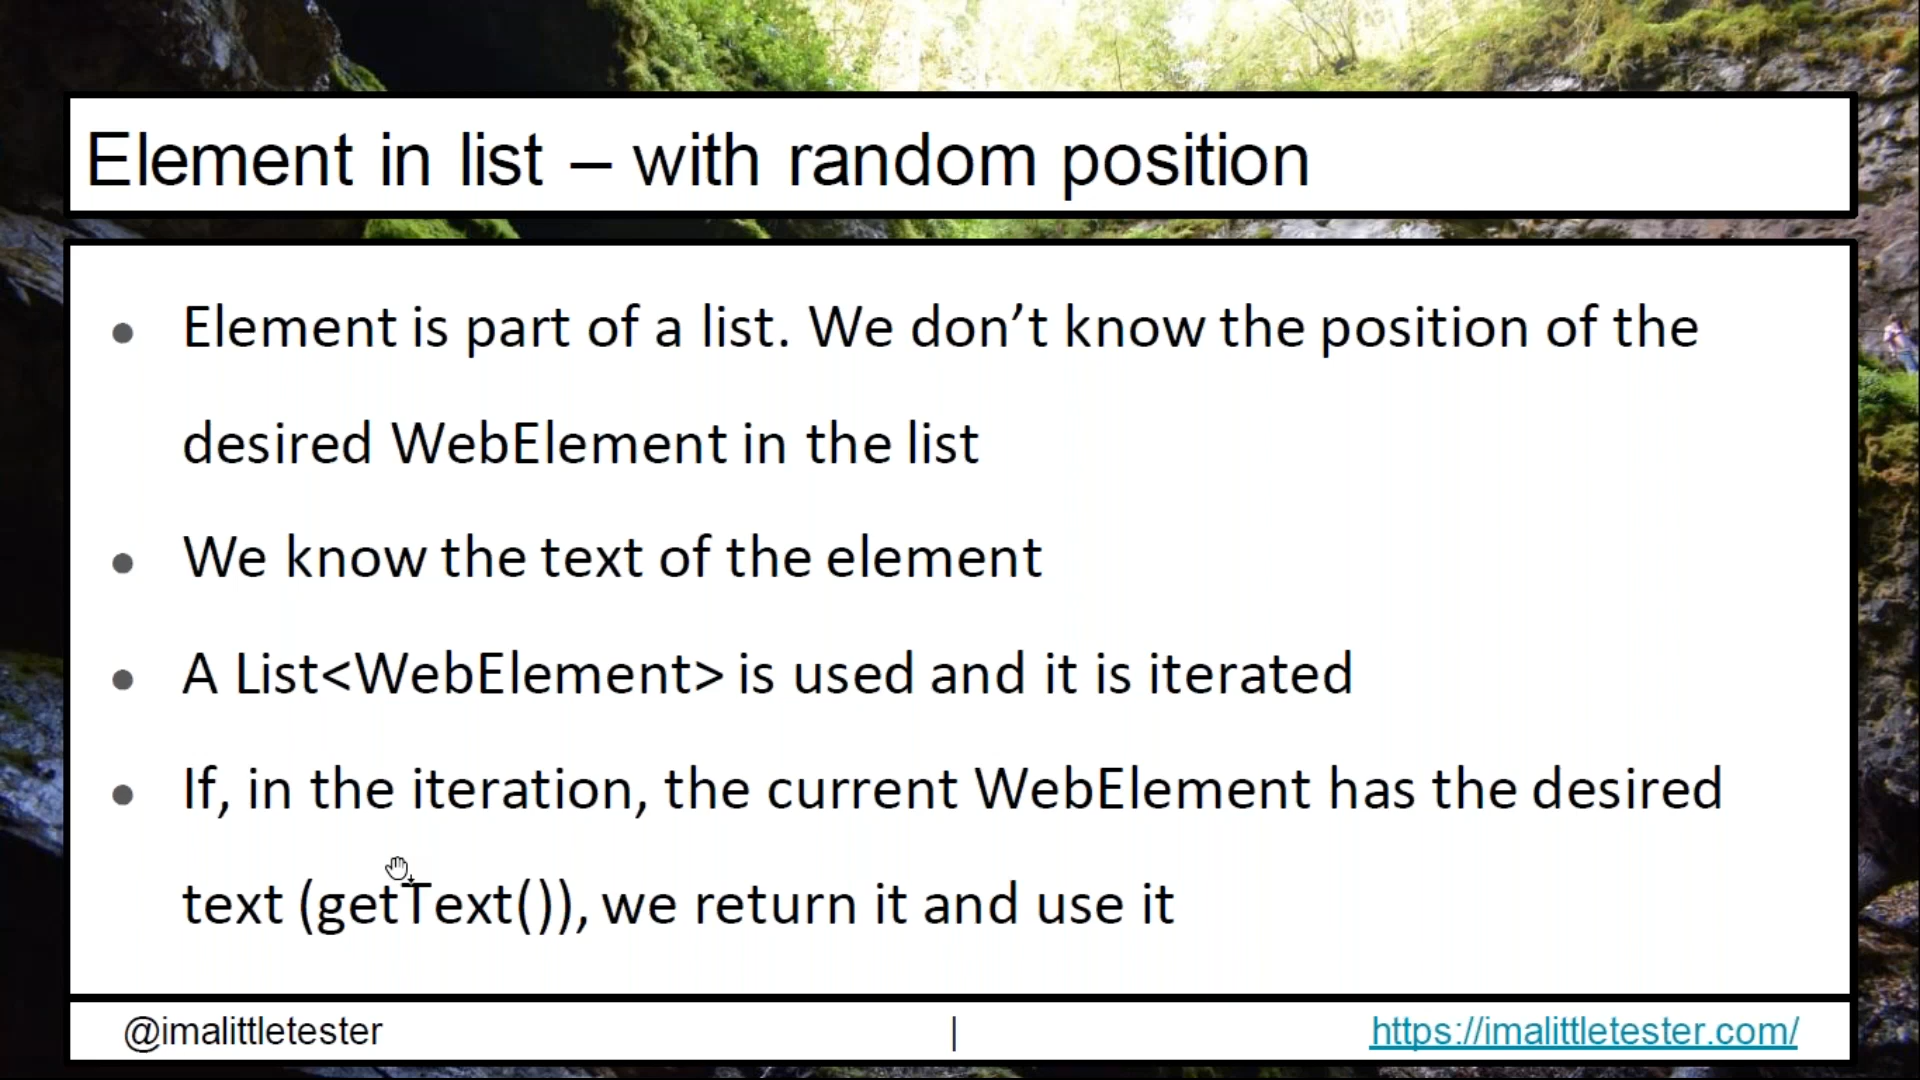 Element in list – with random position
Element is part of a list. We don’t know the position of the
desired WebElement in the list
We know the text of the element
A List<WebElement> is used and it is iterated
If, in the iteration, the current WebElement has the desired
text (getText()), we return it and use it
@imalittletester | https://imalittletester.com/